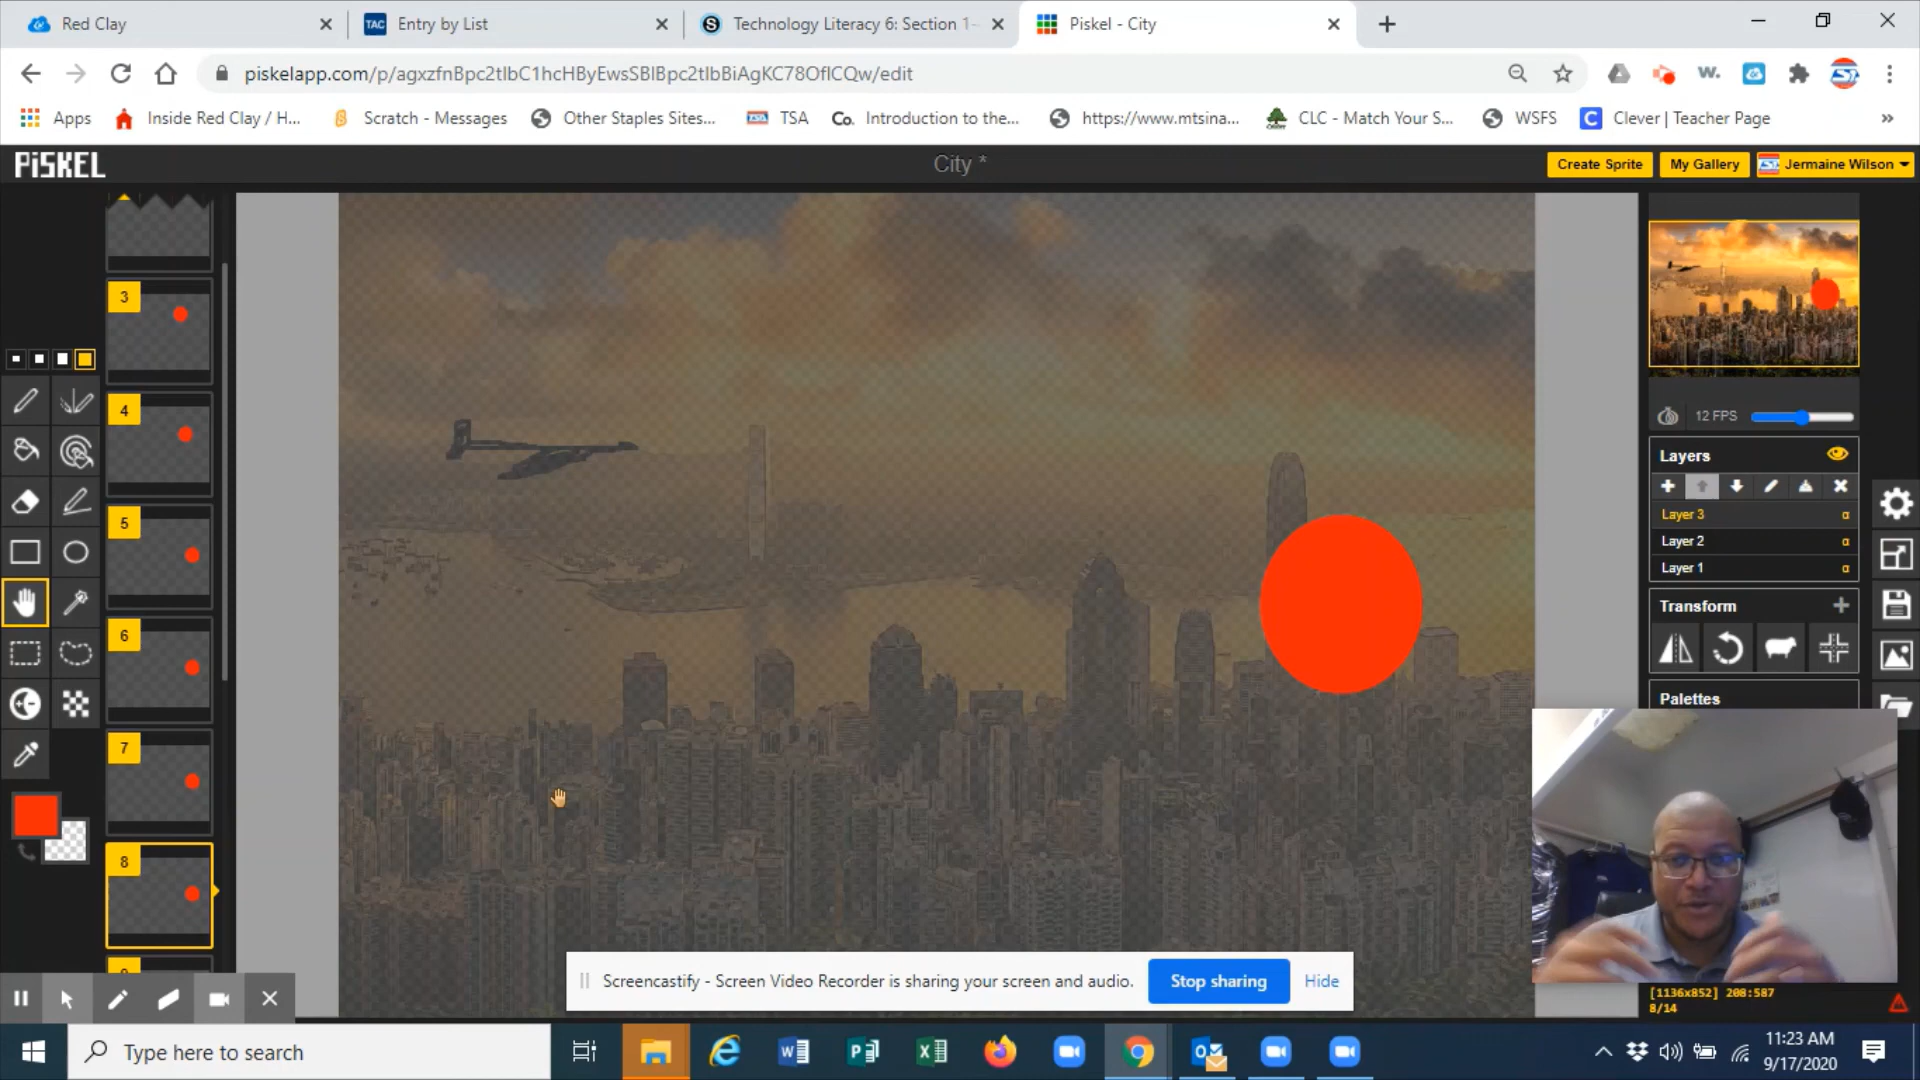 Red Clay
TAC Entry by List
S Technology Literacy 6: Section 1-
Piskel - City
piskelapp.com/p/agxzfnBpc2tlbC1hcHByEwsSBlBpc2tlbBiAgKC78OflCQw/edit
w.
Apps
Inside Red Clay / H...
Scratch - Messages
Other Staples Sites...
TSA
Co. Introduction to the...
https://www.mtsina...
CLC - Match Your S...
WSFS
C Clever | Teacher Page
»
PiSKEL
City *
Create Sprite
My Gallery
Jermaine Wilson
3
4
5
6
7
8
12 FPS
Layers
Layer 3 α
Layer 2 α
Layer 1 α
Transform
Palettes
[1136x852] 208:587
8/14
Screencastify - Screen Video Recorder is sharing your screen and audio.
Stop sharing
Hide
Type here to search
11:23 AM
9/17/2020